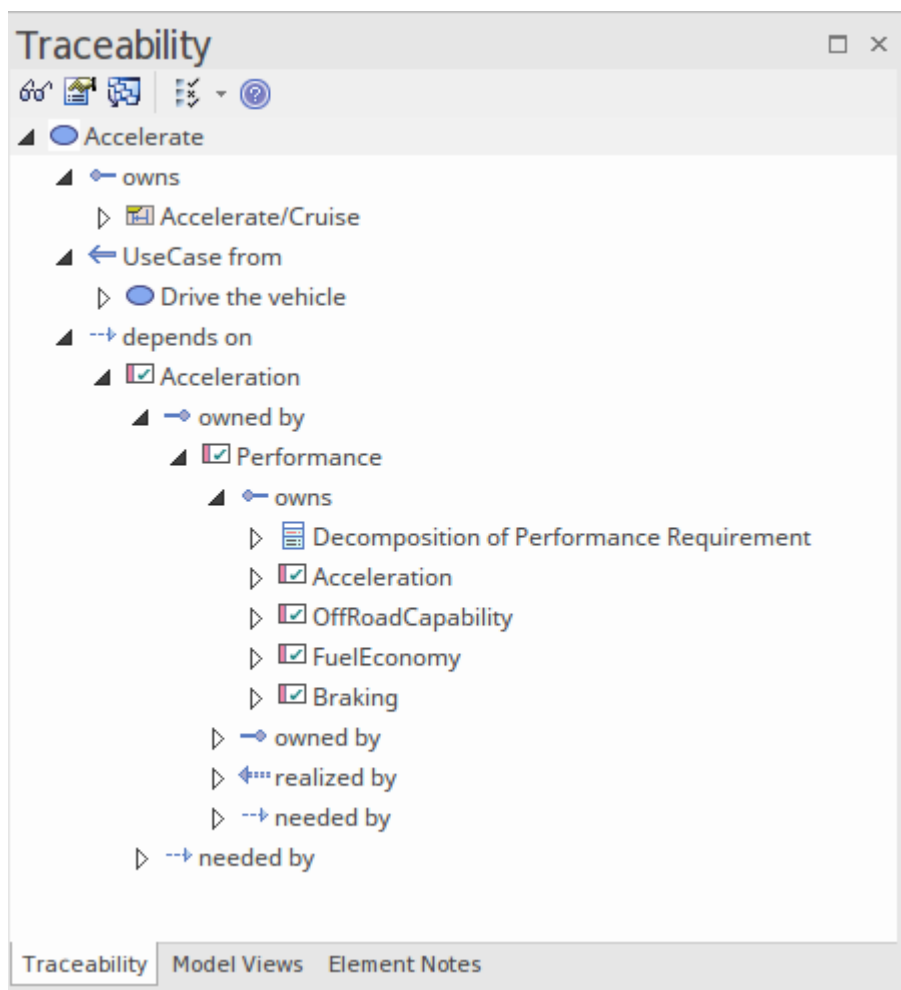 Traceability
Accelerate
owns
Accelerate/Cruise
UseCase from
Drive the vehicle
depends on
Acceleration
owned by
Performance
owns
Decomposition of Performance Requirement
Acceleration
OffRoadCapability
FuelEconomy
Braking
owned by
realized by
needed by
needed by
Traceability Model Views Element Notes